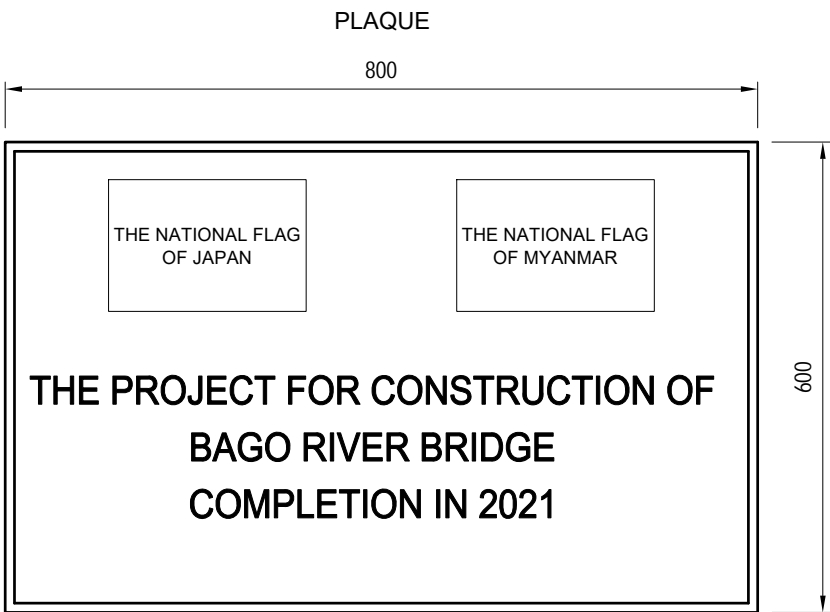 PLAQUE
800
THE NATIONAL FLAG
OF JAPAN
THE NATIONAL FLAG
OF MYANMAR
600
THE PROJECT FOR CONSTRUCTION OF
BAGO RIVER BRIDGE
COMPLETION IN 2021